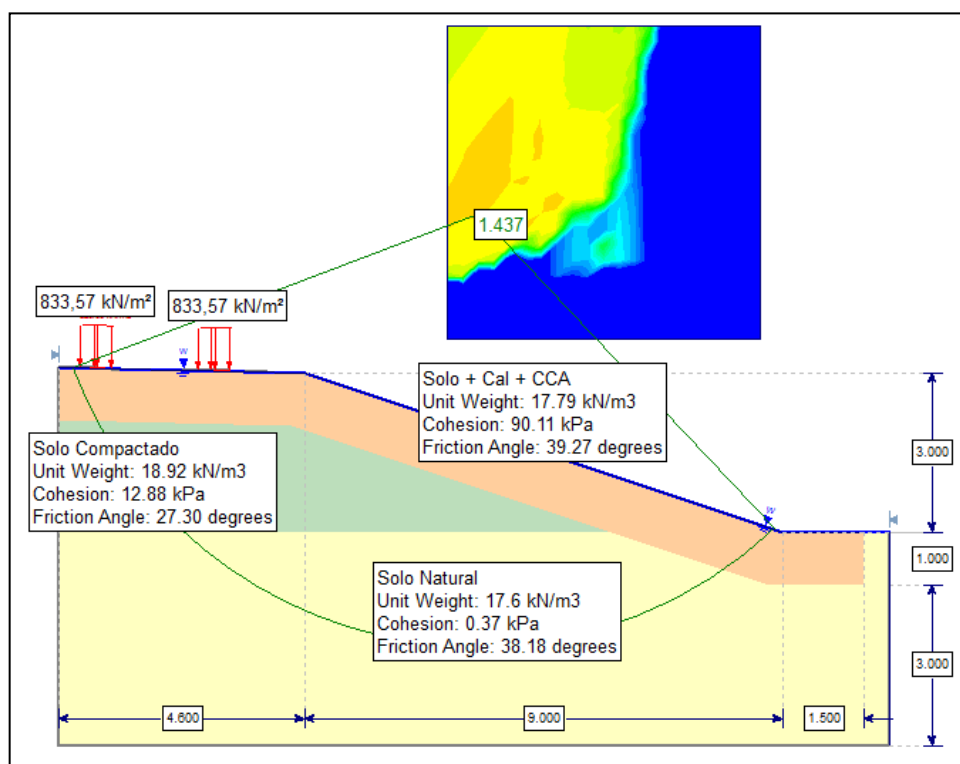 1.437
833,57 kN/m²
833,57 kN/m²
w
Solo + Cal + CCA
Unit Weight: 17.79 kN/m3
Cohesion: 90.11 kPa
Friction Angle: 39.27 degrees
3.000
Solo Compactado
Unit Weight: 18.92 kN/m3
Cohesion: 12.88 kPa
Friction Angle: 27.30 degrees
w
1.000
Solo Natural
Unit Weight: 17.6 kN/m3
Cohesion: 0.37 kPa
Friction Angle: 38.18 degrees
3.000
4.600
9.000
1.500